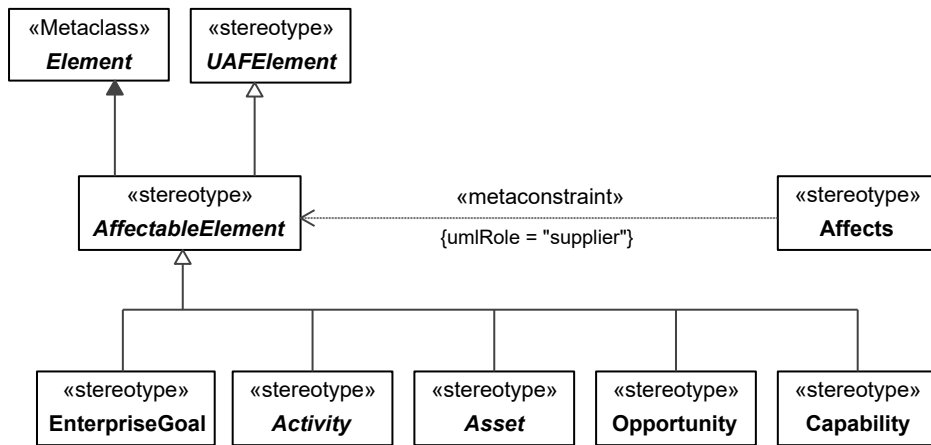 «Metaclass»
Element
«stereotype»
UAFElement
«stereotype»
AffectableElement
«metaconstraint»
{umlRole = "supplier"}
«stereotype»
Affects
«stereotype»
EnterpriseGoal
«stereotype»
Activity
«stereotype»
Asset
«stereotype»
Opportunity
«stereotype»
Capability